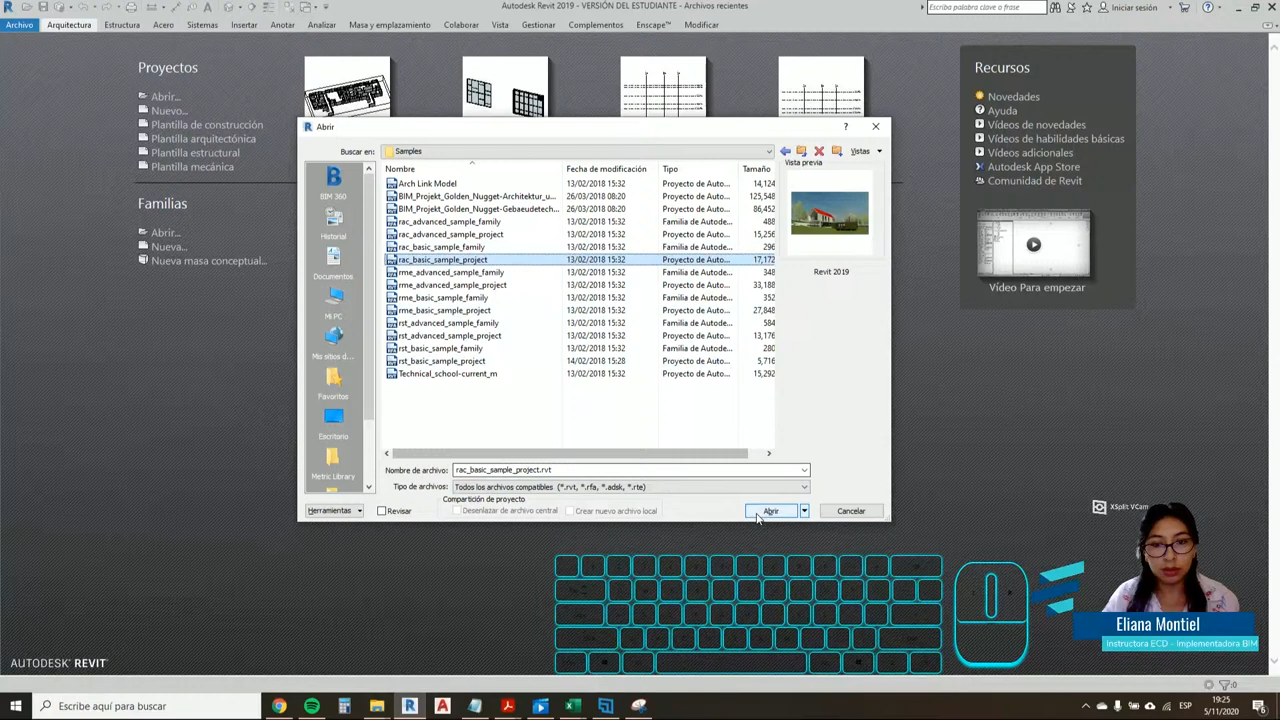 Autodesk Revit 2019 - VERSIÓN DEL ESTUDIANTE - Archivos recientes
Escriba palabra clave o frase
Iniciar sesión
Archivo Arquitectura Estructura Acero Sistemas Insertar Anotar Analizar Masa y emplazamiento Colaborar Vista Gestionar Complementos Enscape™ Modificar
Proyectos
Abrir...
Nuevo...
Plantilla de construcción
Plantilla arquitectónica
Plantilla estructural
Plantilla mecánica
Familias
Abrir...
Nueva...
Nueva masa conceptual...
Recursos
Novedades
Ayuda
Vídeos de novedades
Vídeos de habilidades básicas
Vídeos adicionales
Autodesk App Store
Comunidad de Revit
Vídeo Para empezar
Abrir
Buscar en: Samples
Vistas
Nombre Fecha de modificación Tipo Tamaño
Arch Link Model 13/02/2018 15:32 Proyecto de Auto... 14,124
BIM_Projekt_Golden_Nugget-Architektur_u... 26/03/2018 08:20 Proyecto de Auto... 125,548
BIM_Projekt_Golden_Nugget-Gebaeudetech... 26/03/2018 08:20 Proyecto de Auto... 86,452
rac_advanced_sample_family 13/02/2018 15:32 Familia de Autode... 488
rac_advanced_sample_project 13/02/2018 15:32 Proyecto de Auto... 15,256
rac_basic_sample_family 13/02/2018 15:32 Familia de Autode... 296
rac_basic_sample_project 13/02/2018 15:32 Proyecto de Auto... 17,172
rme_advanced_sample_family 13/02/2018 15:32 Familia de Autode... 348
rme_advanced_sample_project 13/02/2018 15:32 Proyecto de Auto... 33,188
rme_basic_sample_family 13/02/2018 15:32 Familia de Autode... 352
rme_basic_sample_project 13/02/2018 15:32 Proyecto de Auto... 27,848
rst_advanced_sample_family 13/02/2018 15:32 Familia de Autode... 584
rst_advanced_sample_project 13/02/2018 15:32 Proyecto de Auto... 13,176
rst_basic_sample_family 13/02/2018 15:32 Familia de Autode... 280
rst_basic_sample_project 14/02/2018 15:28 Proyecto de Auto... 5,716
Technical_school-current_m 13/02/2018 15:32 Proyecto de Auto... 15,292
BIM 360
Historial
Documentos
Mi PC
Mis sitios d...
Favoritos
Escritorio
Metric Library
Vista previa
Revit 2019
Nombre de archivo: rac_basic_sample_project.rvt
Tipo de archivos: Todos los archivos compatibles (*.rvt, *.rfa, *.adsk, *.rte)
Compartición de proyecto
Herramientas
Revisar
Desenlazar de archivo central
Crear nuevo archivo local
Abrir
Cancelar
XSplit VCam
Eliana Montiel
Instructora ECD - Implementadora BIM
AUTODESK® REVIT®
:0
Escribe aquí para buscar
ESP
19:25
5/11/2020